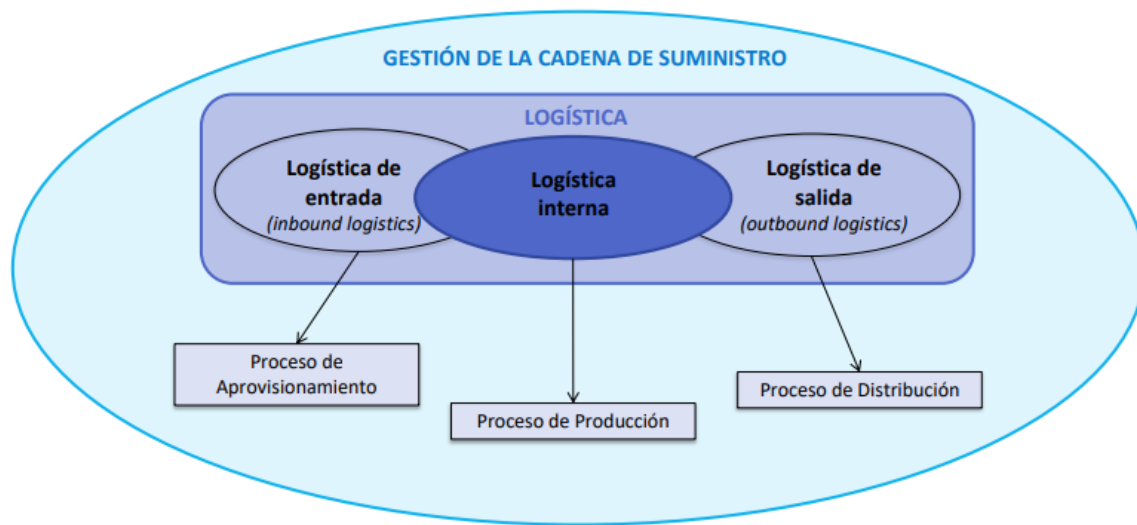 GESTIÓN DE LA CADENA DE SUMINISTRO
LOGÍSTICA
Logística de
entrada
(inbound logistics)
Logística
interna
Logística de
salida
(outbound logistics)
Proceso de
Aprovisionamiento
Proceso de Producción
Proceso de Distribución